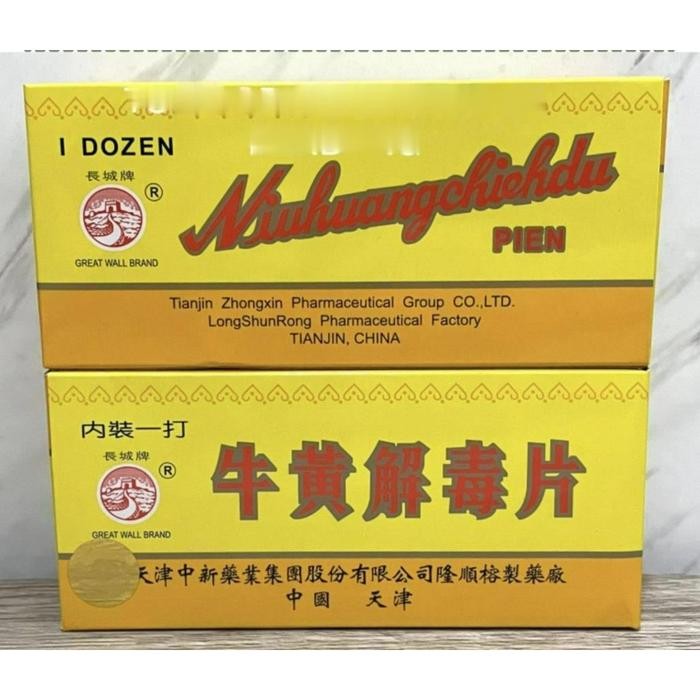 I DOZEN
長城牌
®
GREAT WALL BRAND
Niuhuangchiehdu
PIEN
Tianjin Zhongxin Pharmaceutical Group CO.,LTD.
LongShunRong Pharmaceutical Factory
TIANJIN, CHINA
内裝一打
長城牌
®
GREAT WALL BRAND
牛黃解毒片
天津中新藥業集團股份有限公司隆順榕製藥廠
中國 天津